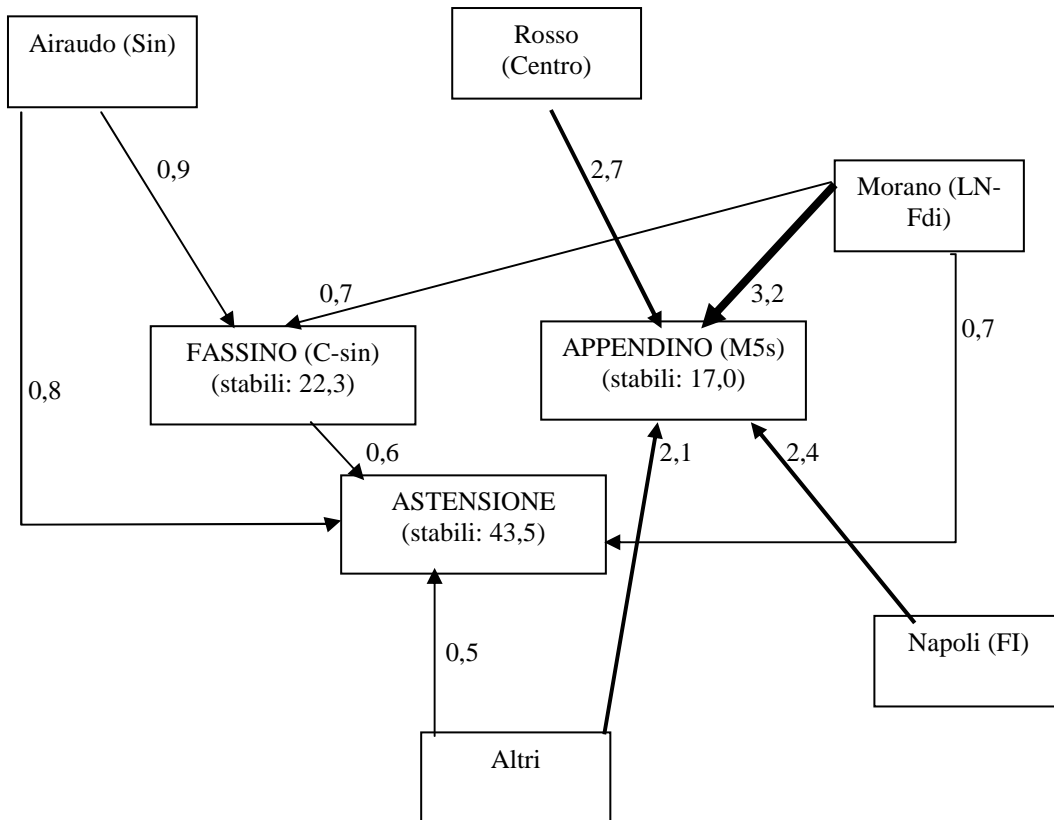 Airaudo (Sin)
Rosso
(Centro)
0,9
2,7
Morano (LN-
Fdi)
0,7
3,2
0,7
FASSINO (C-sin)
(stabili: 22,3)
APPENDINO (M5s)
(stabili: 17,0)
0,8
0,6
2,1
2,4
ASTENSIONE
(stabili: 43,5)
0,5
Napoli (FI)
Altri